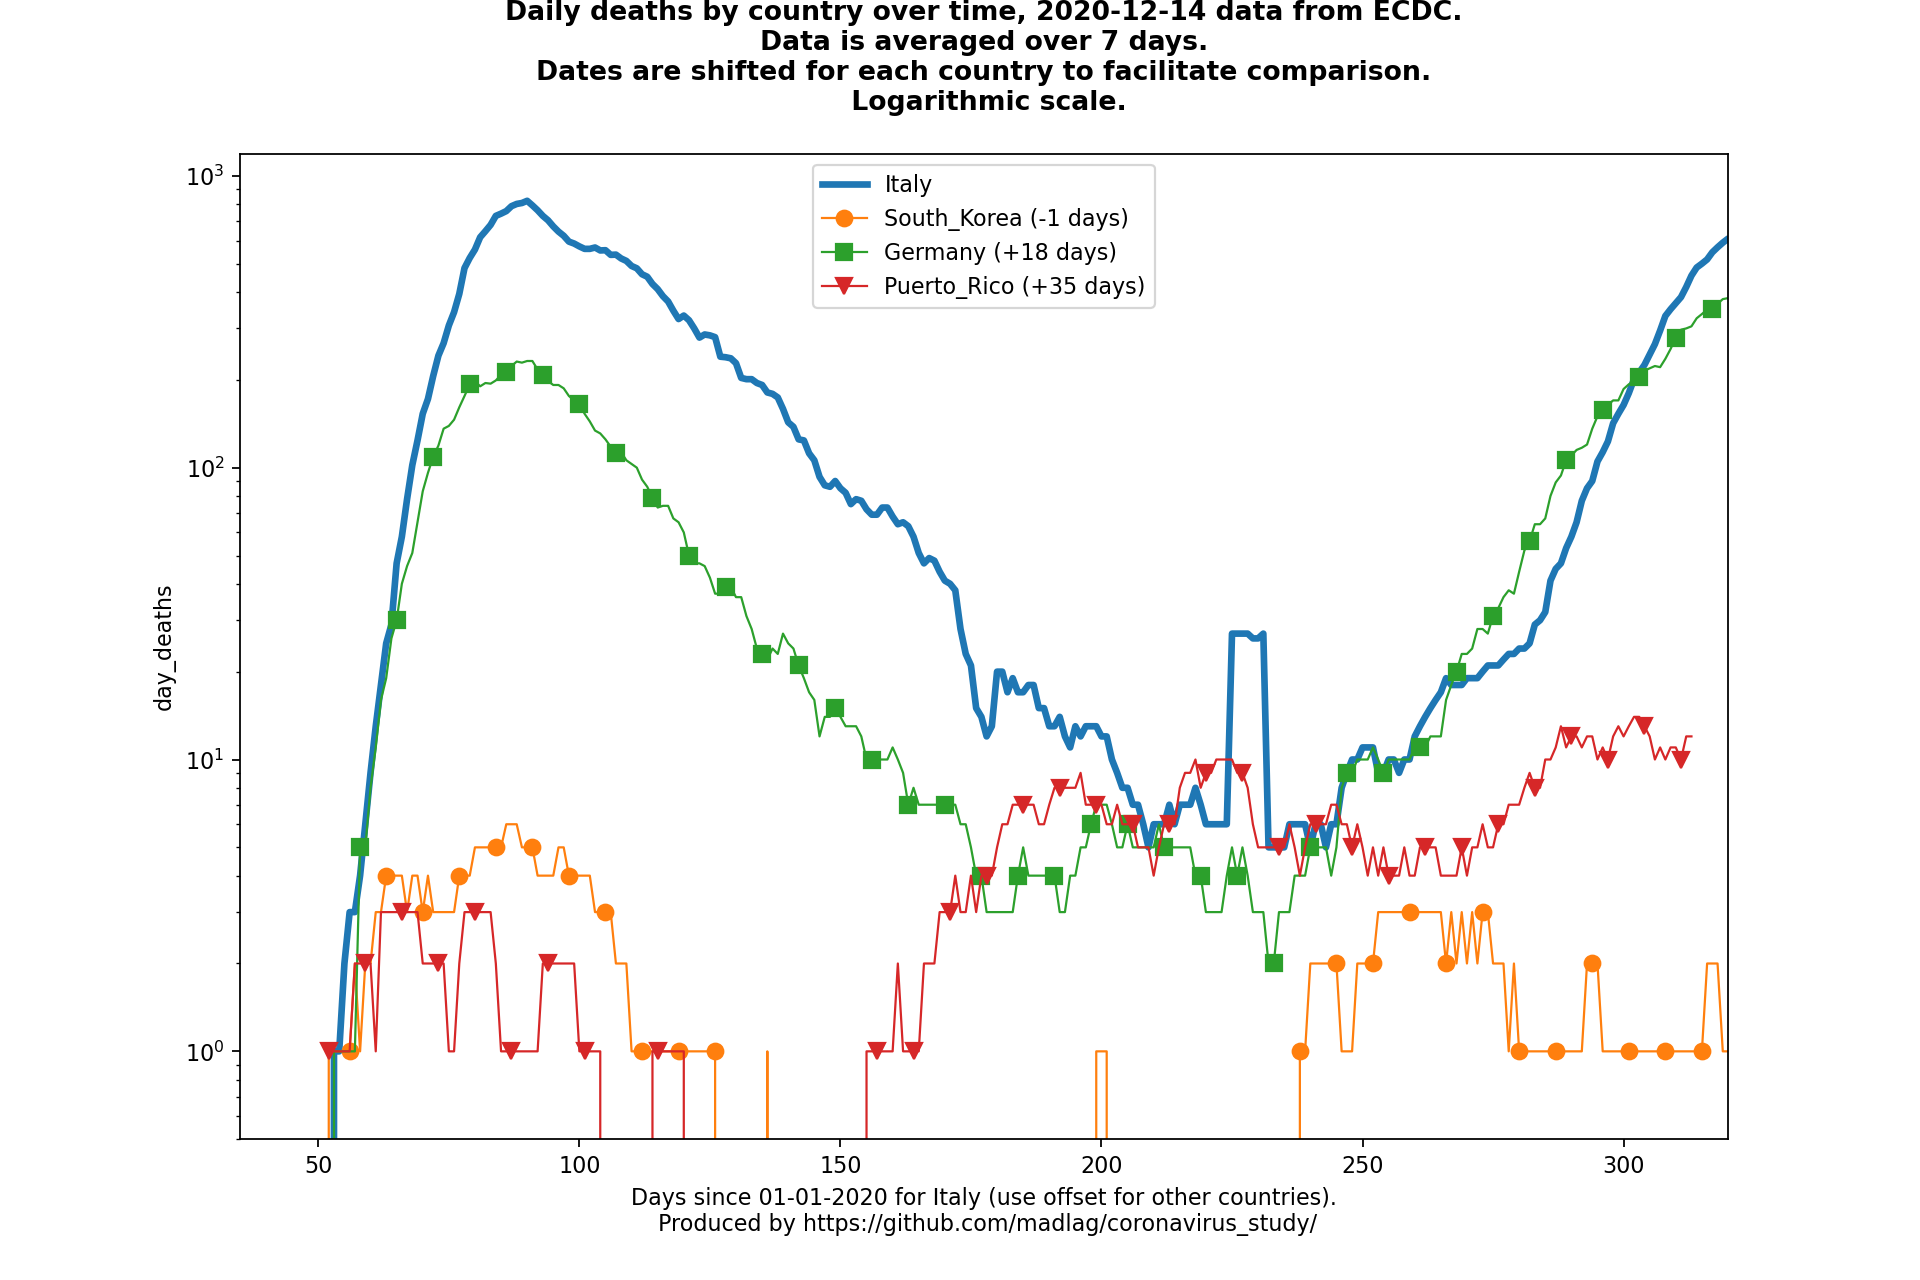 Daily deaths by country over time, 2020-12-14 data from ECDC.
Data is averaged over 7 days.
Dates are shifted for each country to facilitate comparison.
Logarithmic scale.
10³
Italy
South_Korea (-1 days)
Germany (+18 days)
Puerto_Rico (+35 days)
10²
day_deaths
10¹
10⁰
50 100 150 200 250 300
Days since 01-01-2020 for Italy (use offset for other countries).
Produced by https://github.com/madlag/coronavirus_study/